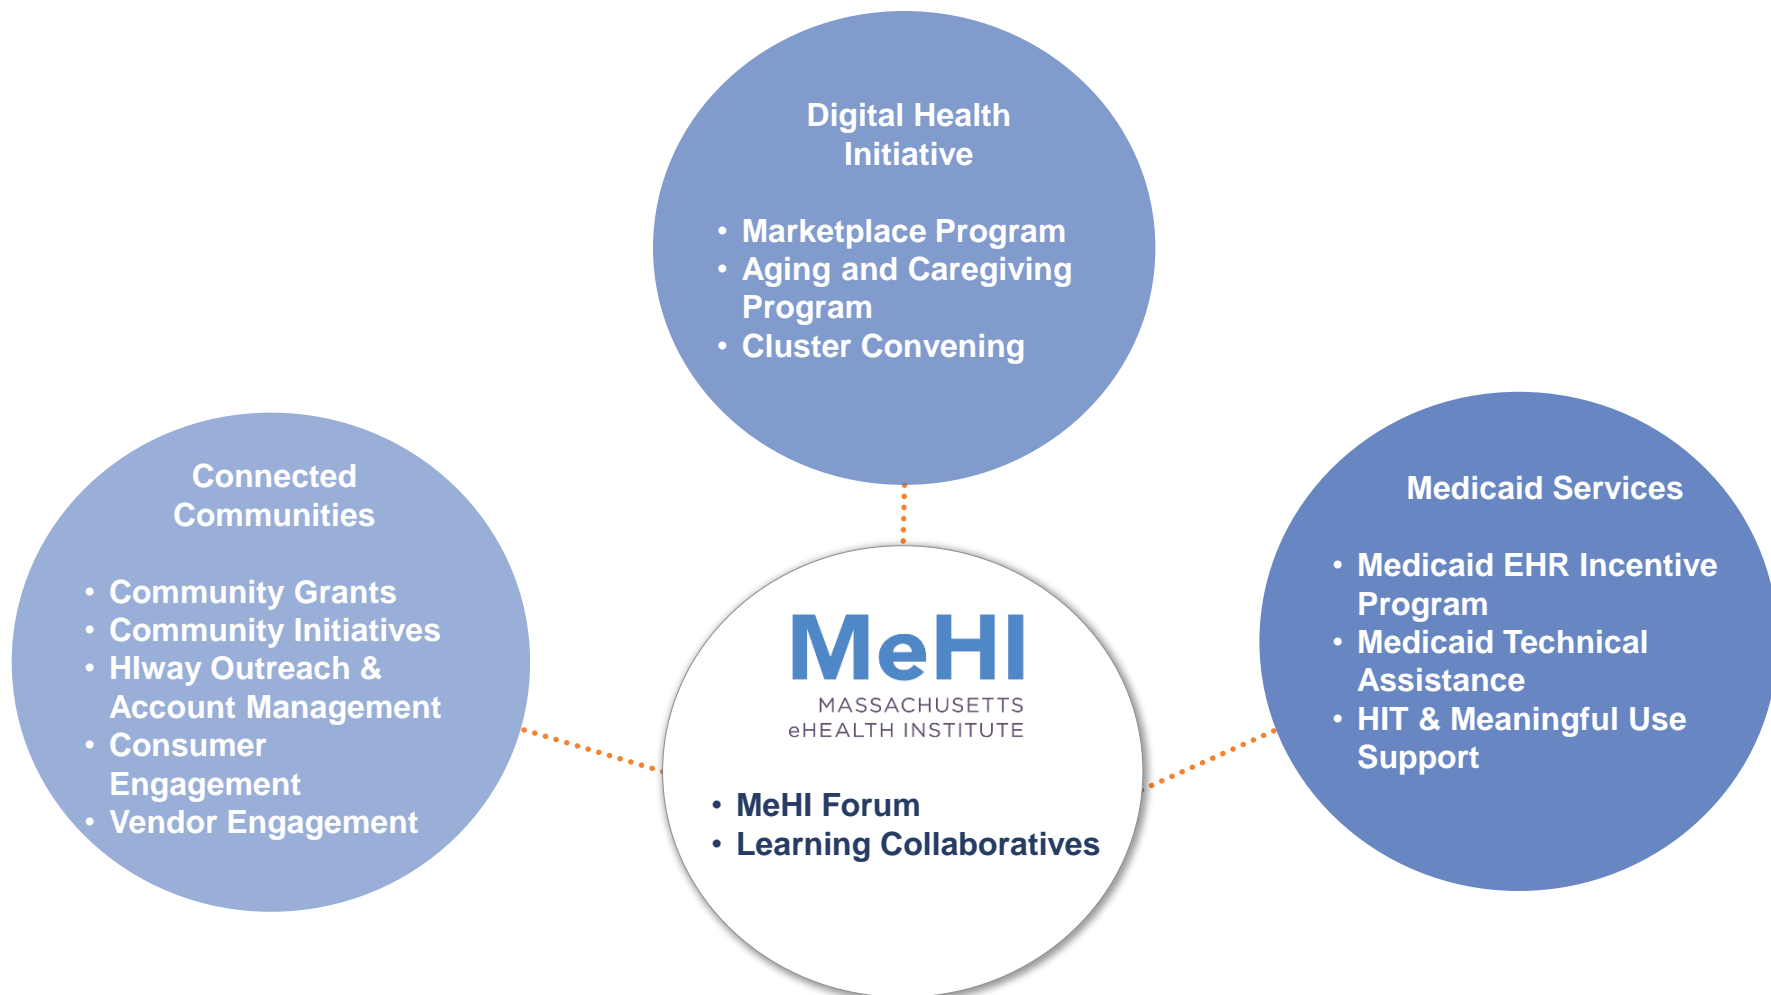 Digital Health
Initiative
• Marketplace Program
• Aging and Caregiving
Program
• Cluster Convening
Connected
Communities
• Community Grants
• Community Initiatives
• HIway Outreach &
Account Management
• Consumer
Engagement
• Vendor Engagement
MeHI
MASSACHUSETTS
eHEALTH INSTITUTE
• MeHI Forum
• Learning Collaboratives
Medicaid Services
• Medicaid EHR Incentive
Program
• Medicaid Technical
Assistance
• HIT & Meaningful Use
Support